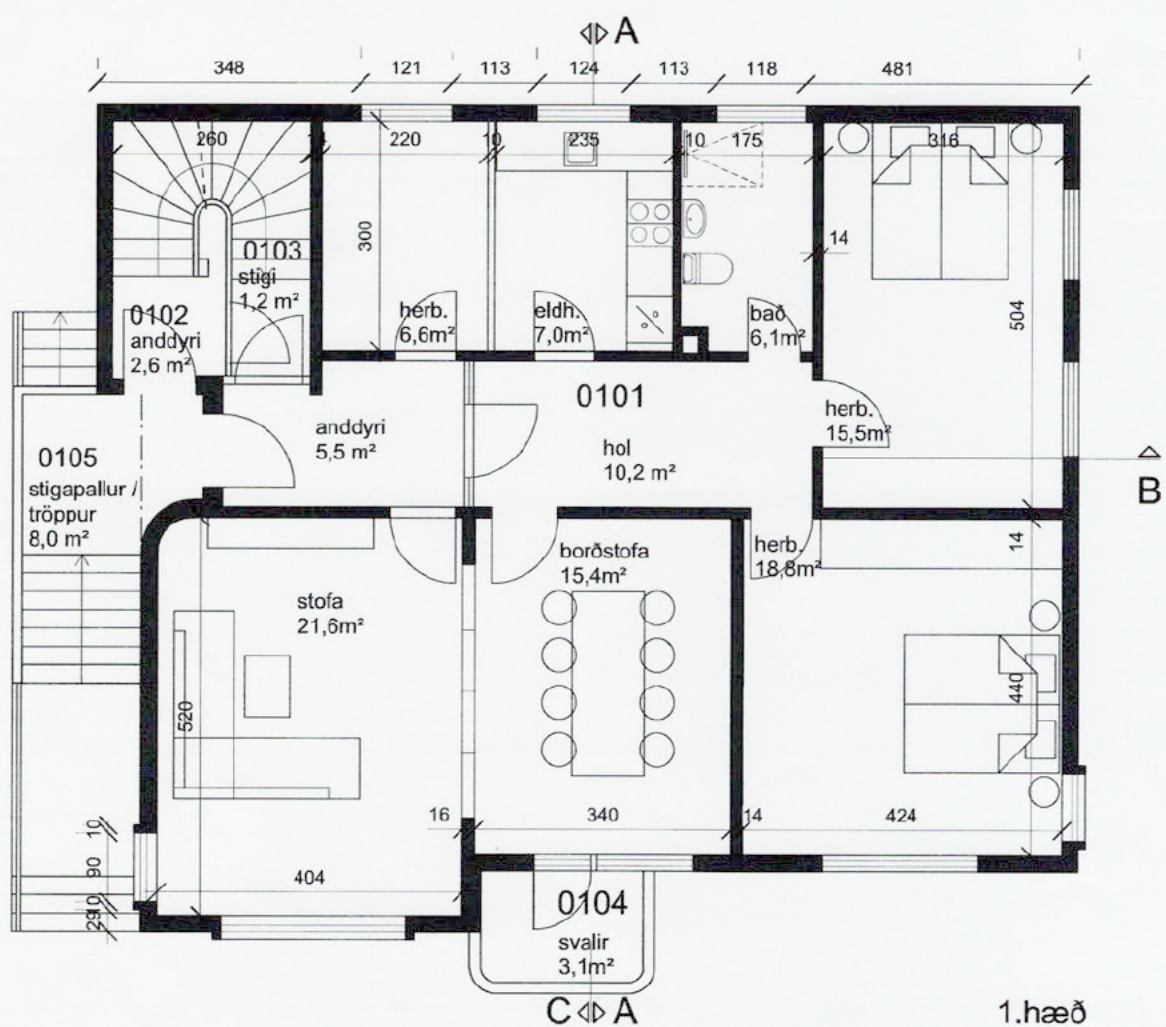 A
348 121 113 124 113 118 481
260 14 220 10 235 10 175 316
300
14
504
0103
stigi
1,2 m²
0102
anddyri
2,6 m²
herb.
6,6m²
eldh.
7,0m²
bað
6,1m²
0101
hol
10,2 m²
herb.
15,5m²
anddyri
5,5 m²
0105
stigapallur /
tröppur
8,0 m²
B
stofa
21,6m²
borðstofa
15,4m²
herb.
18,8m²
14
520
440
16 340 14 424
404
10
90
10
29
0104
svalir
3,1m²
C A
1.hæð